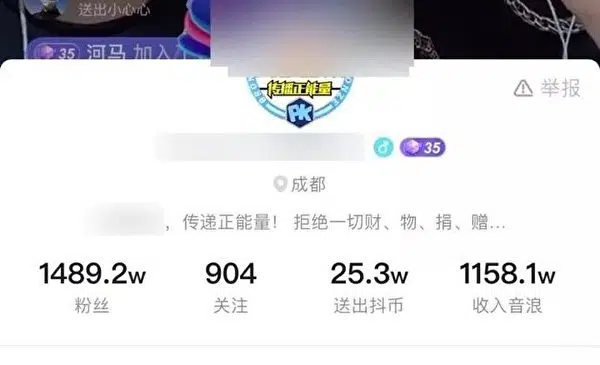 送出小心心
35 河马 加入
传播正能量
PK
举报
35
成都
，传递正能量！ 拒绝一切财、物、捐、赠...
1489.2w 904 25.3w 1158.1w
粉丝 关注 送出抖币 收入音浪